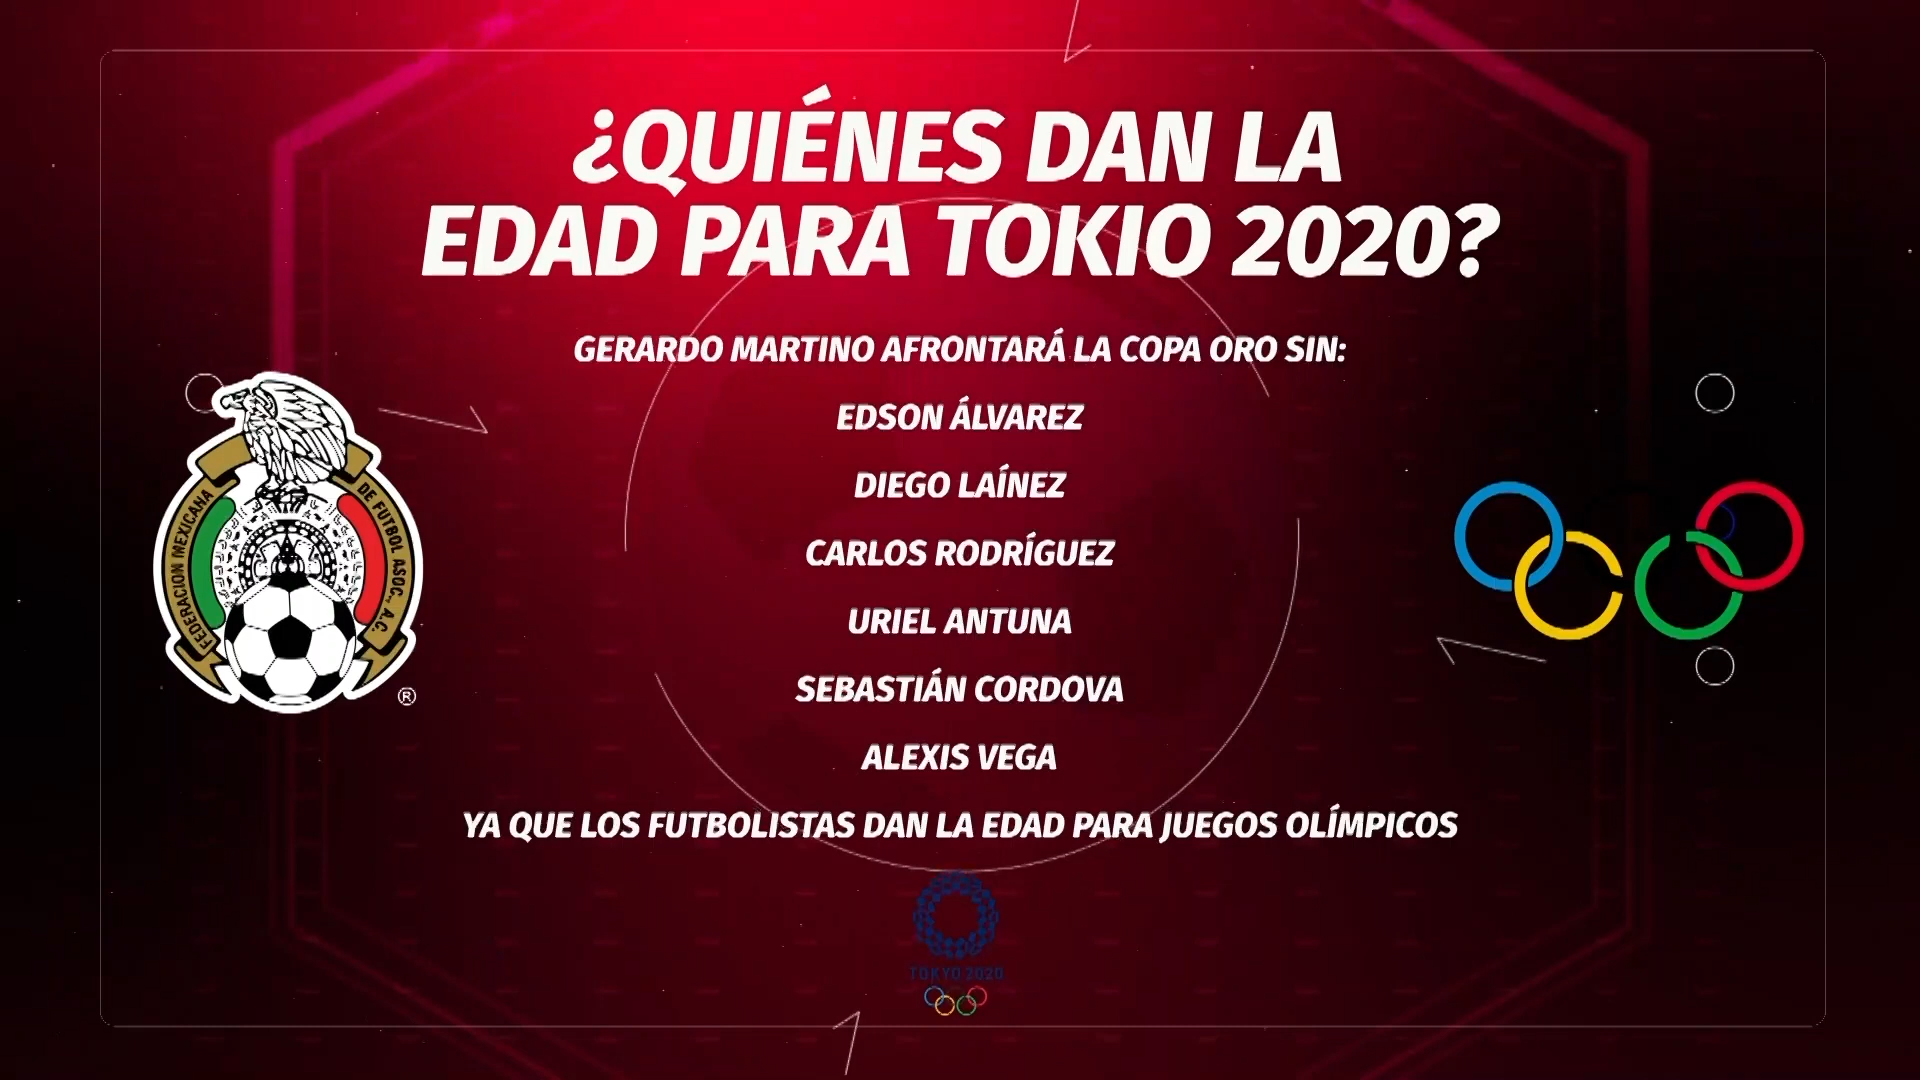 ¿QUIÉNES DAN LA
EDAD PARA TOKIO 2020?
GERARDO MARTINO AFRONTARÁ LA COPA ORO SIN:
EDSON ÁLVAREZ
DIEGO LAÍNEZ
CARLOS RODRÍGUEZ
URIEL ANTUNA
SEBASTIÁN CORDOVA
ALEXIS VEGA
YA QUE LOS FUTBOLISTAS DAN LA EDAD PARA JUEGOS OLÍMPICOS
FEDERACION MEXICANA
DE FUTBOL ASOC., A.C.
®
TOKYO 2020